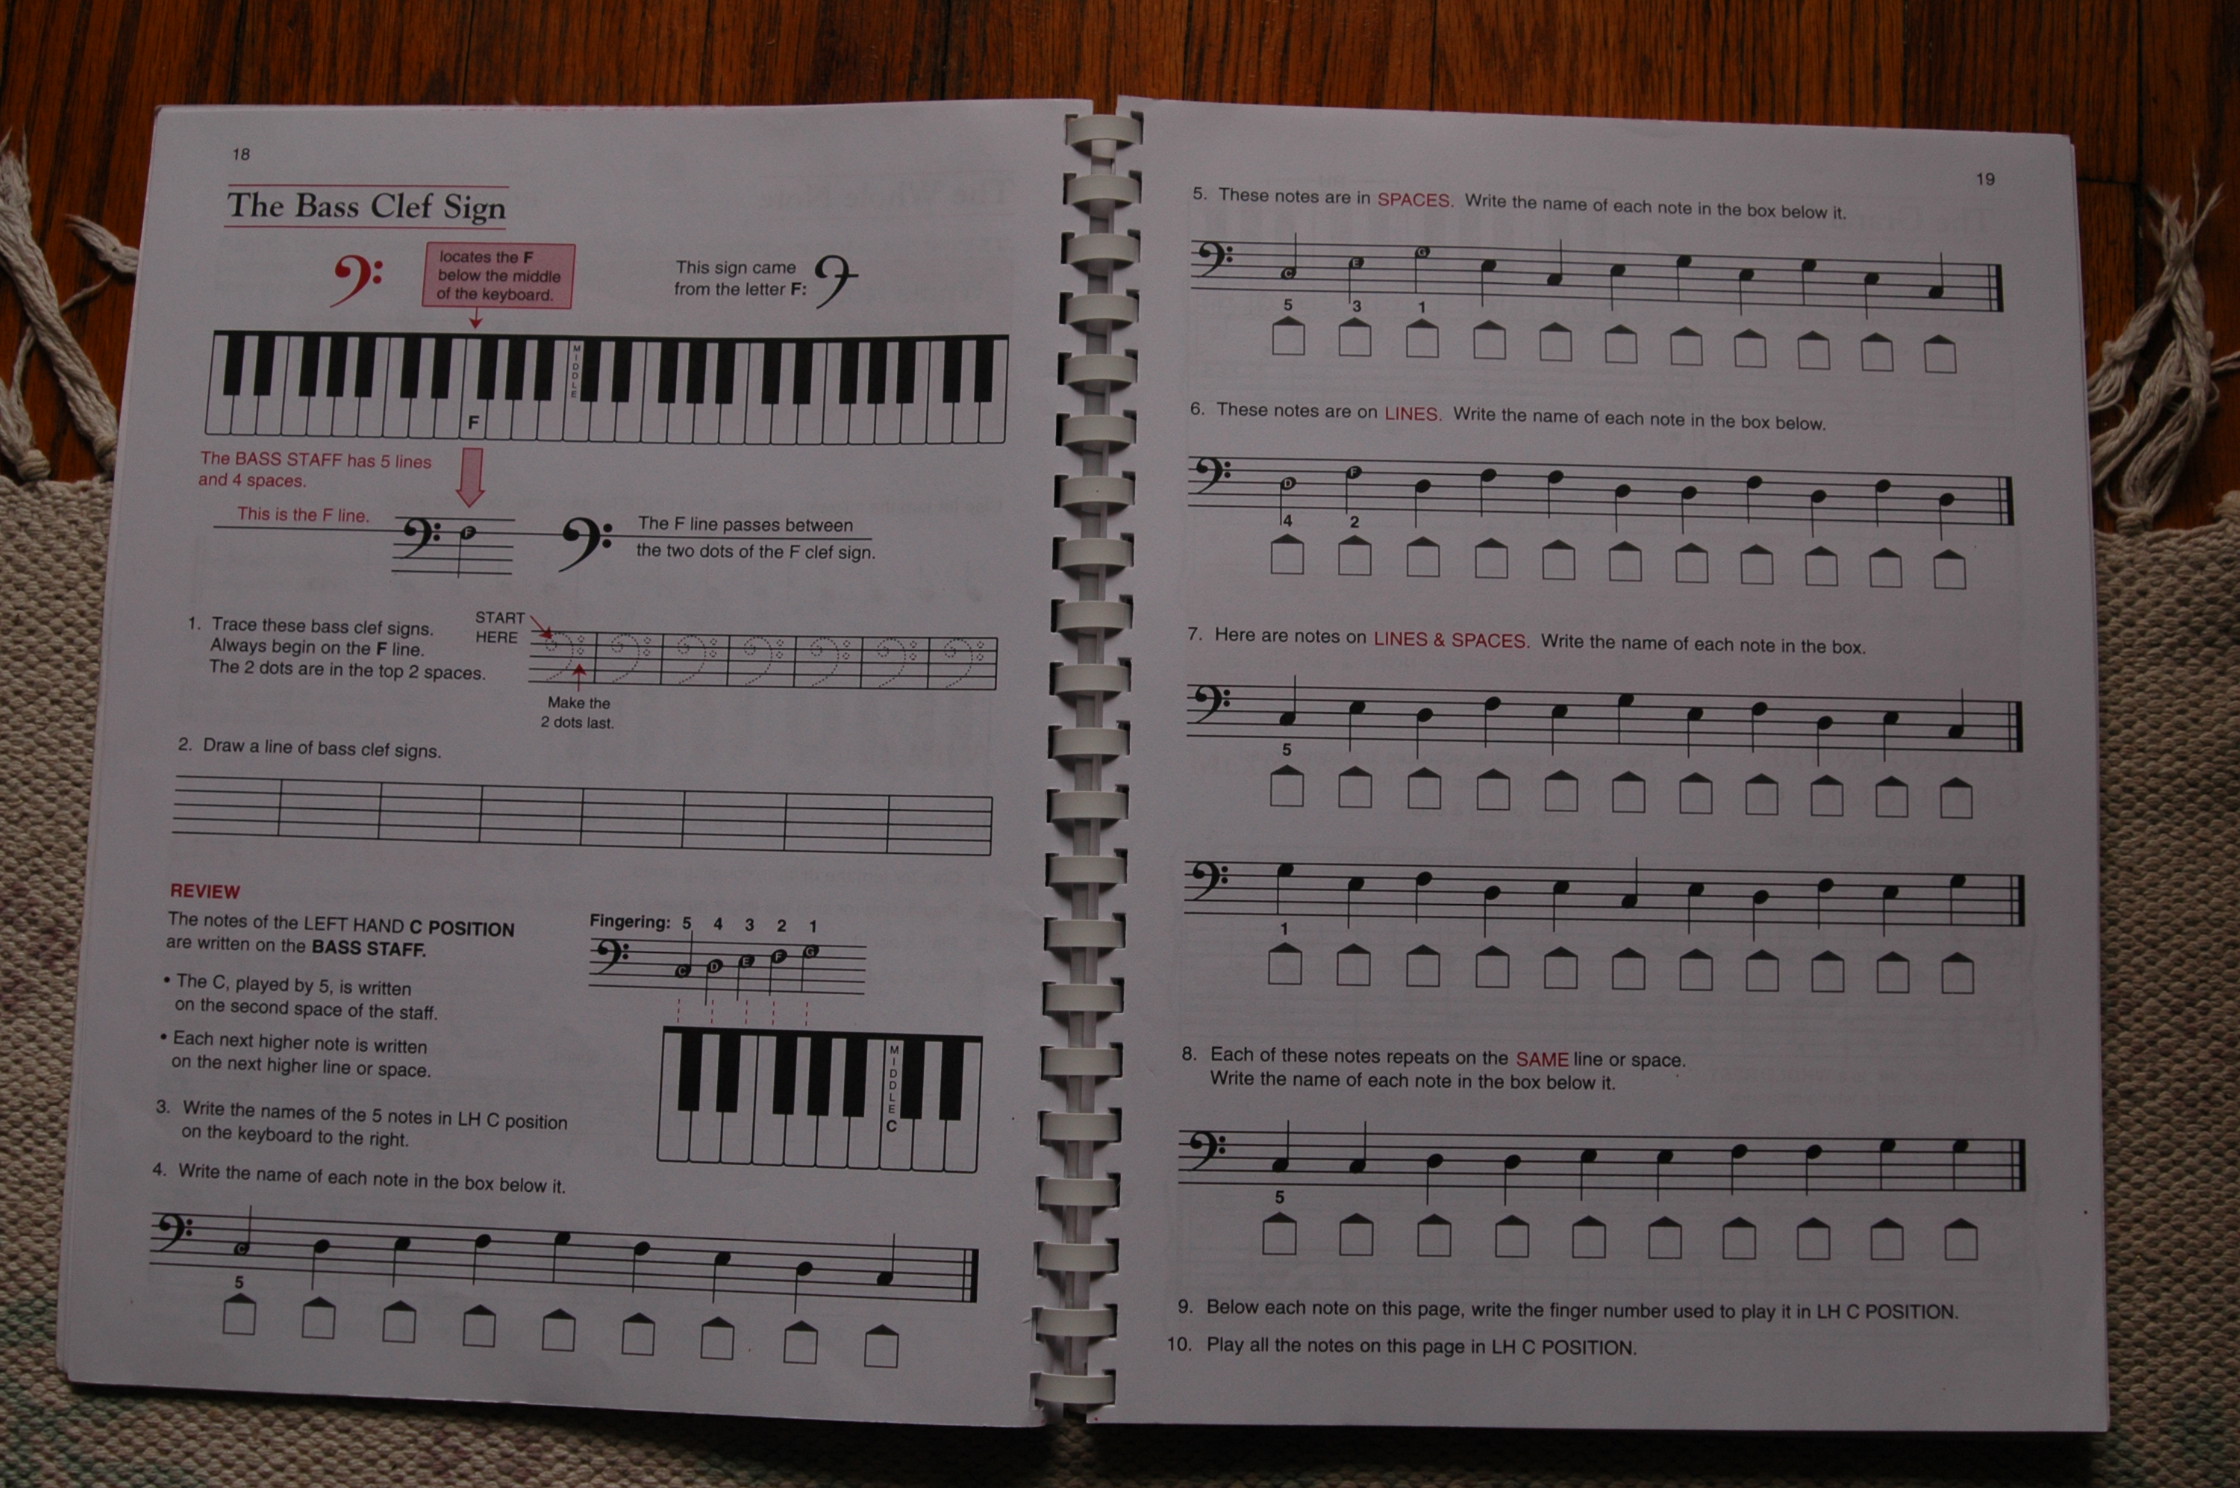 18
The Bass Clef Sign
locates the F
below the middle
of the keyboard.
This sign came
from the letter F:
MIDDLE
F
The BASS STAFF has 5 lines
and 4 spaces.
This is the F line.
F
The F line passes between
the two dots of the F clef sign.
1. Trace these bass clef signs.
Always begin on the F line.
The 2 dots are in the top 2 spaces.
START
HERE
Make the
2 dots last.
2. Draw a line of bass clef signs.
REVIEW
The notes of the LEFT HAND C POSITION
are written on the BASS STAFF.
• The C, played by 5, is written
on the second space of the staff.
• Each next higher note is written
on the next higher line or space.
Fingering: 5 4 3 2 1
C D E F G
MIDDLE
C
3. Write the names of the 5 notes in LH C position
on the keyboard to the right.
4. Write the name of each note in the box below it.
C
5
19
5. These notes are in SPACES. Write the name of each note in the box below it.
C E G
5 3 1
6. These notes are on LINES. Write the name of each note in the box below.
D F
4 2
7. Here are notes on LINES & SPACES. Write the name of each note in the box.
5
1
8. Each of these notes repeats on the SAME line or space.
Write the name of each note in the box below it.
5
9. Below each note on this page, write the finger number used to play it in LH C POSITION.
10. Play all the notes on this page in LH C POSITION.